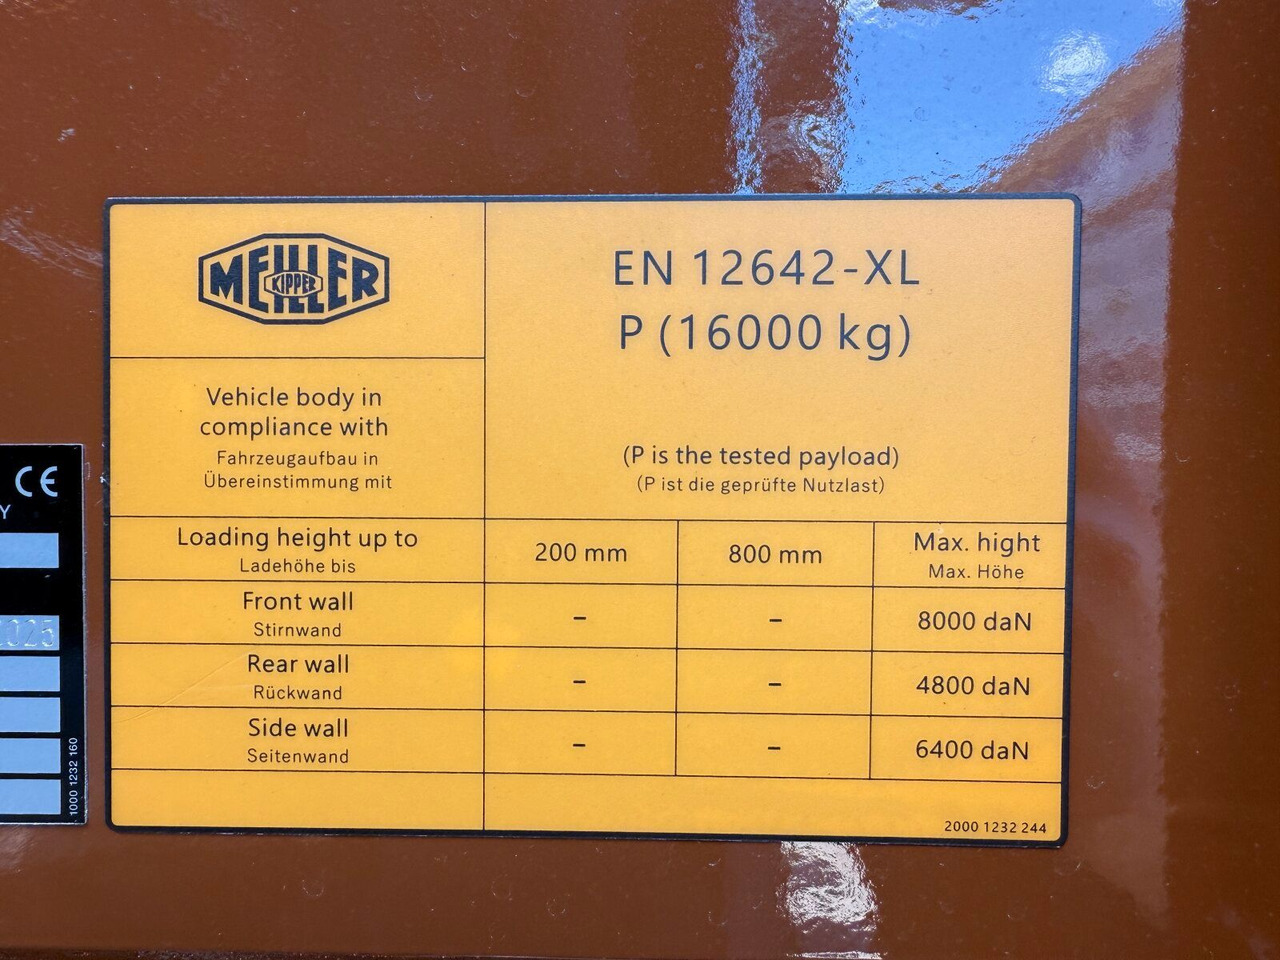 MEILLER
KIPPER
EN 12642-XL
P (16000 kg)
Vehicle body in
compliance with
Fahrzeugaufbau in
Übereinstimmung mit
(P is the tested payload)
(P ist die geprüfte Nutzlast)
Loading height up to
Ladehöhe bis
200 mm
800 mm
Max. hight
Max. Höhe
Front wall
Stirnwand
–
–
8000 daN
Rear wall
Rückwand
–
–
4800 daN
Side wall
Seitenwand
–
–
6400 daN
2000 1232 244
CE
Y
2025
1000 1232 160